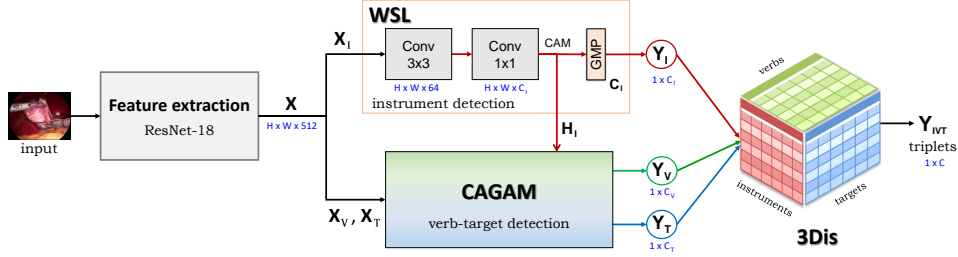 WSL
X_I
Conv
3x3
Conv
1x1
CAM
GMP
Y_I
H x W x 64
H x W x C_I
C_I
1 x C_I
instrument detection
Feature extraction
ResNet-18
X
H x W x 512
input
H_I
CAGAM
verb-target detection
X_V , X_T
Y_V
1 x C_V
Y_T
1 x C_T
verbs
instruments
targets
3Dis
Y_IVT
triplets
1 x C